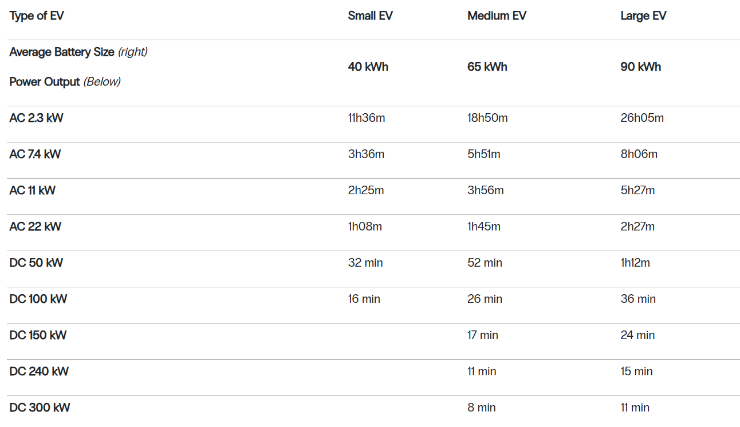 Type of EV Small EV Medium EV Large EV
Average Battery Size (right)
40 kWh 65 kWh 90 kWh
Power Output (Below)
AC 2.3 kW 11h36m 18h50m 26h05m
AC 7.4 kW 3h36m 5h51m 8h06m
AC 11 kW 2h25m 3h56m 5h27m
AC 22 kW 1h08m 1h45m 2h27m
DC 50 kW 32 min 52 min 1h12m
DC 100 kW 16 min 26 min 36 min
DC 150 kW 17 min 24 min
DC 240 kW 11 min 15 min
DC 300 kW 8 min 11 min